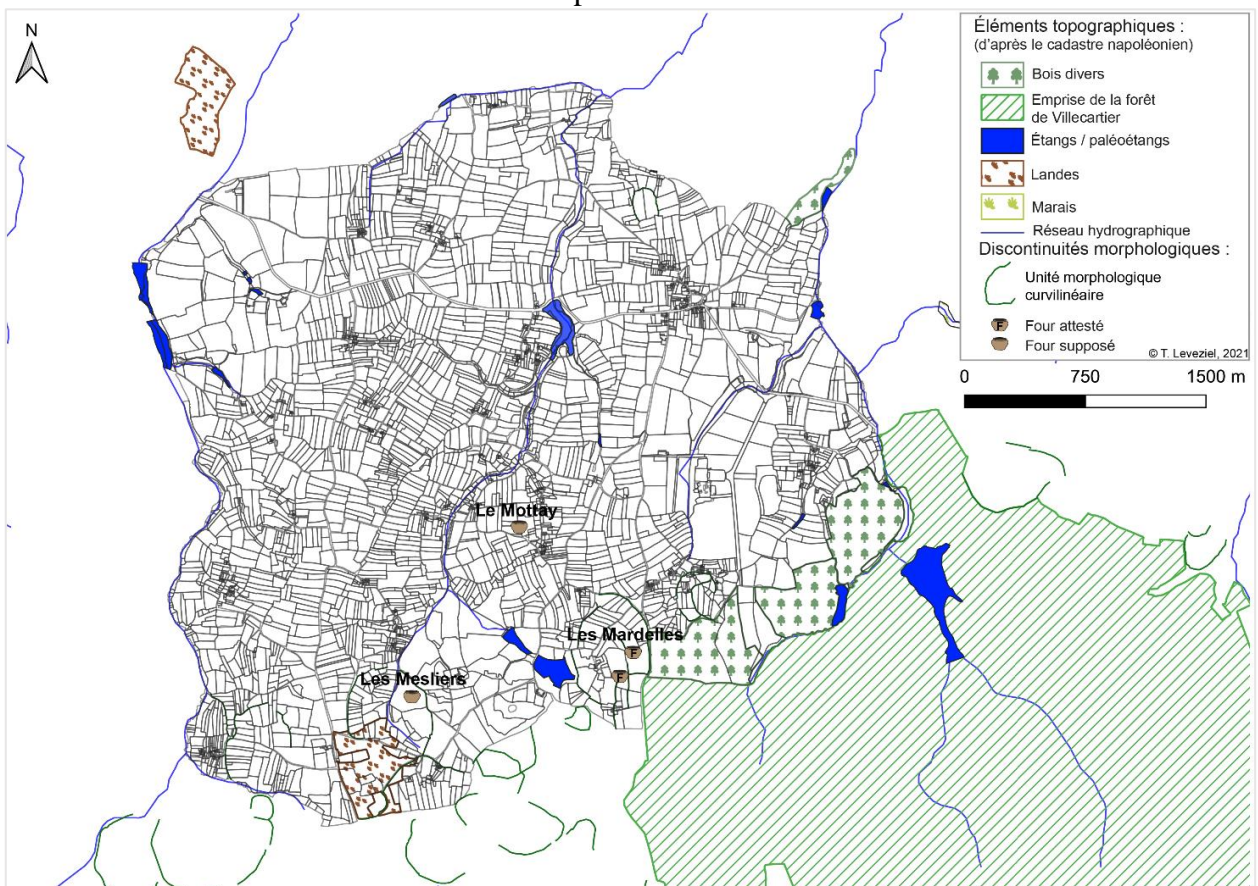 N
Éléments topographiques :
(d'après le cadastre napoléonien)
Bois divers
Emprise de la forêt
de Villecartier
Étangs / paléoétangs
Landes
Marais
Réseau hydrographique
Discontinuités morphologiques :
Unité morphologique
curvilinéaire
F Four attesté
Four supposé
© T. Leveziel, 2021
0 750 1500 m
Le Mottay
Les Mardelles
F
F
Les Mesliers